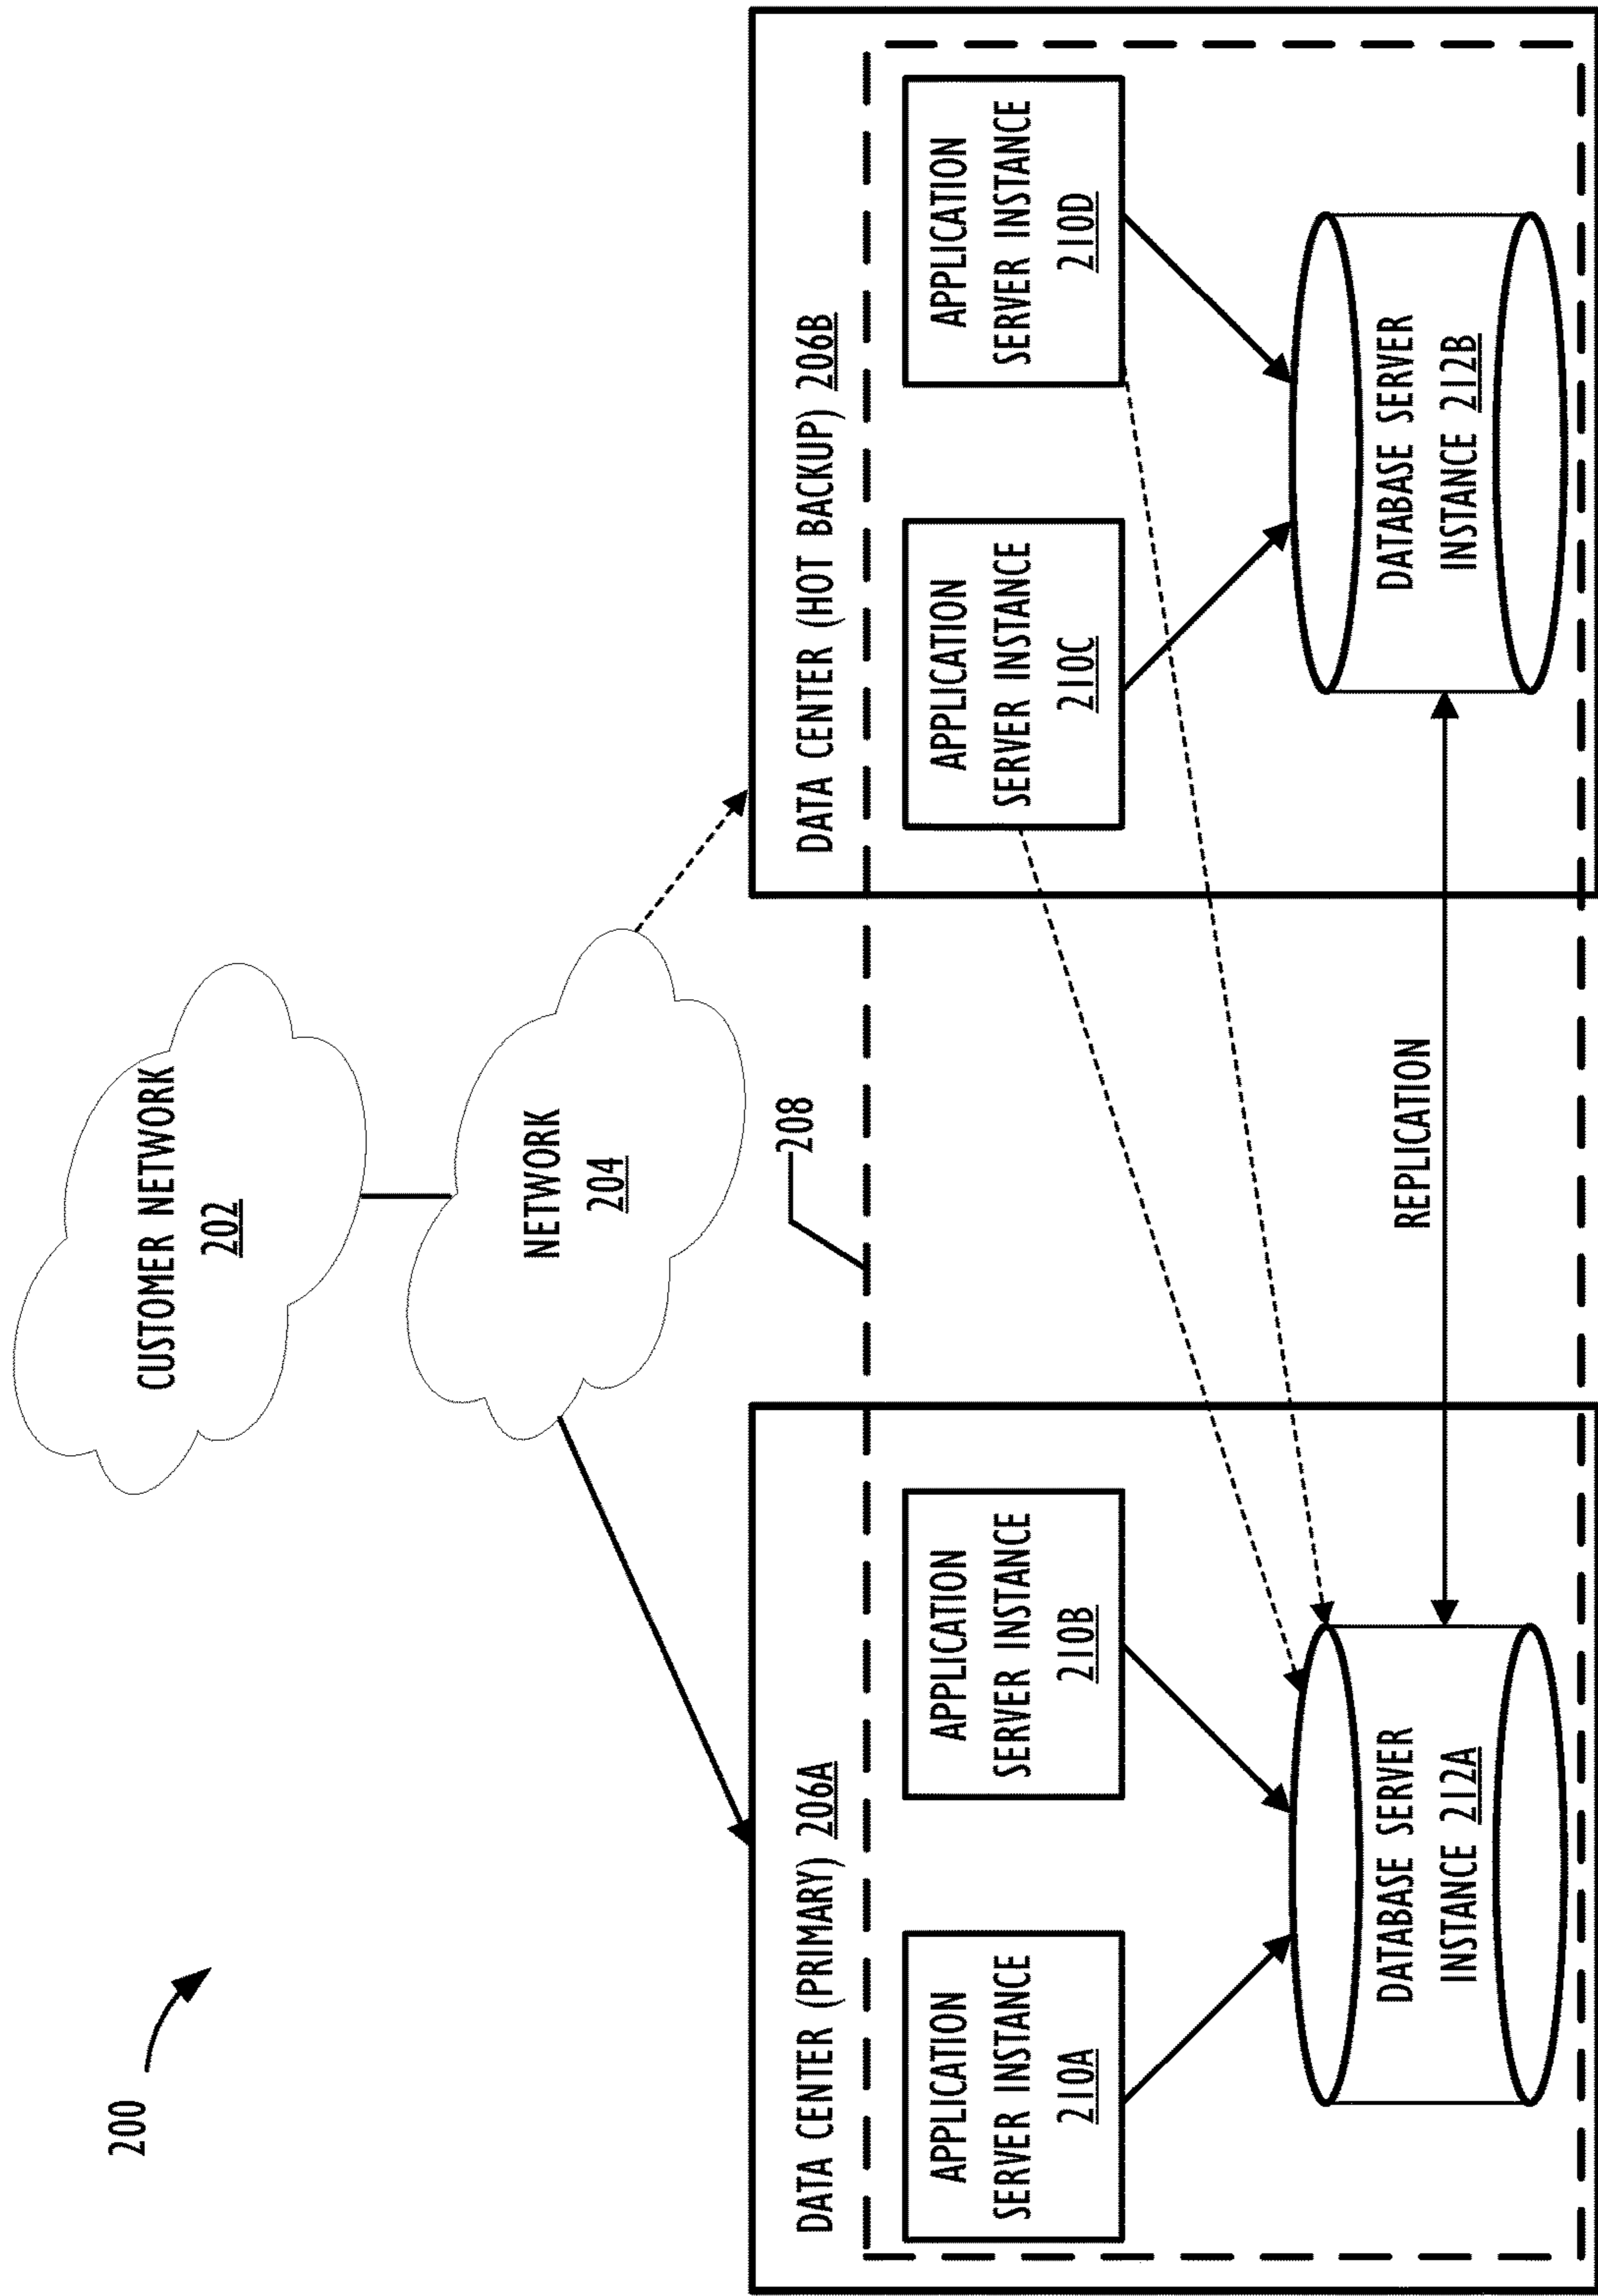 200
CUSTOMER NETWORK
202
NETWORK
204
208
DATA CENTER (PRIMARY) 206A
APPLICATION
SERVER INSTANCE
210A
APPLICATION
SERVER INSTANCE
210B
DATABASE SERVER
INSTANCE 212A
REPLICATION
DATA CENTER (HOT BACKUP) 206B
APPLICATION
SERVER INSTANCE
210C
APPLICATION
SERVER INSTANCE
210D
DATABASE SERVER
INSTANCE 212B